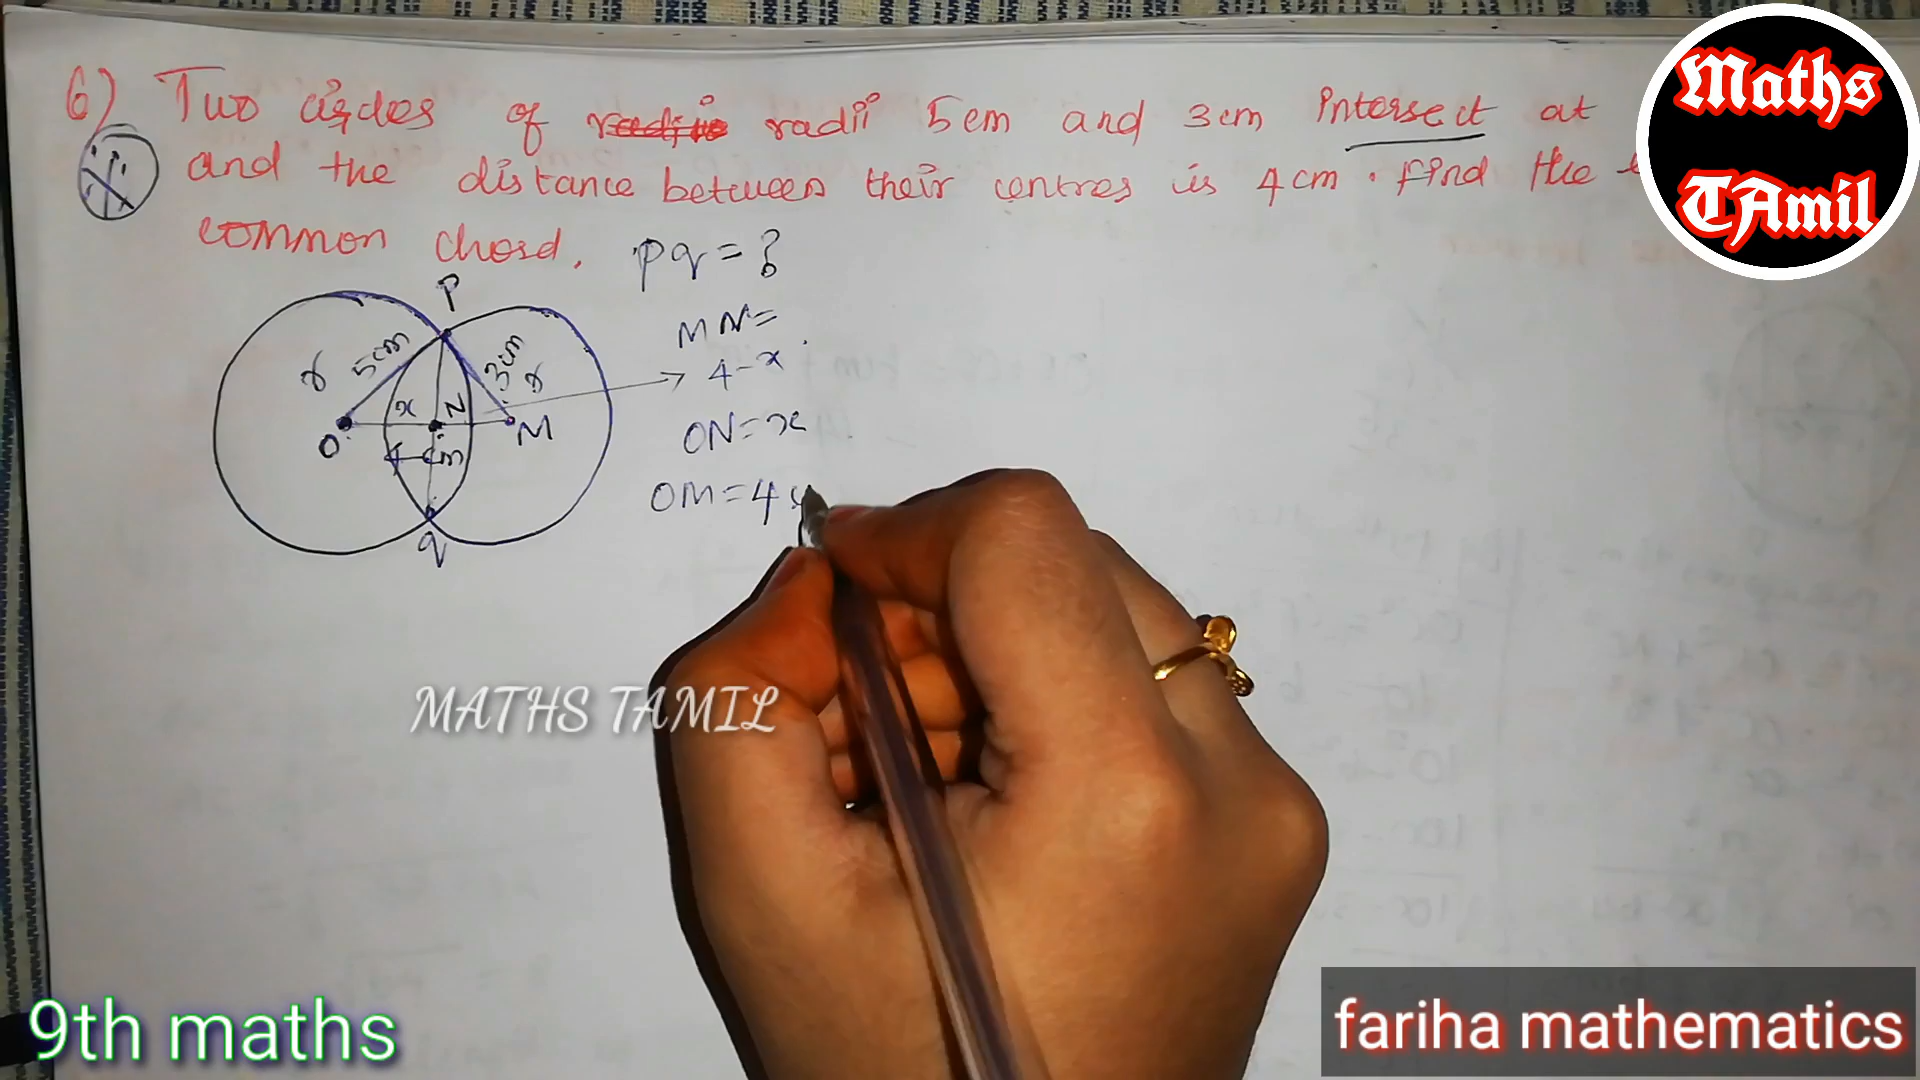 6) Two circles of radii 5cm and 3cm intersect at
and the distance between their centres is 4cm. Find the
common chord. pq = ?
P
MN =
4-x
5cm
3cm
r
r
x
N
O
M
ON = x
4cm
OM = 4
q
Maths
TAmil
MATHS TAMIL
9th maths
fariha mathematics